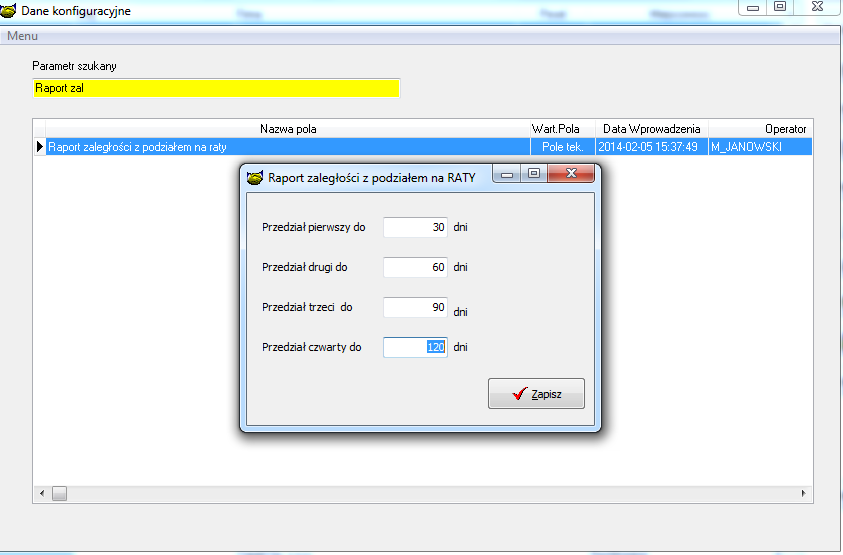 Dane konfiguracyjne
Menu
Parametr szukany
Raport zal
Nazwa pola Wart.Pola Data Wprowadzenia Operator
Raport zaległości z podziałem na raty Pole tek. 2014-02-05 15:37:49 M_JANOWSKI
Raport zaległości z podziałem na RATY
Przedział pierwszy do 30 dni
Przedział drugi do 60 dni
Przedział trzeci do 90 dni
Przedział czwarty do 120 dni
Zapisz